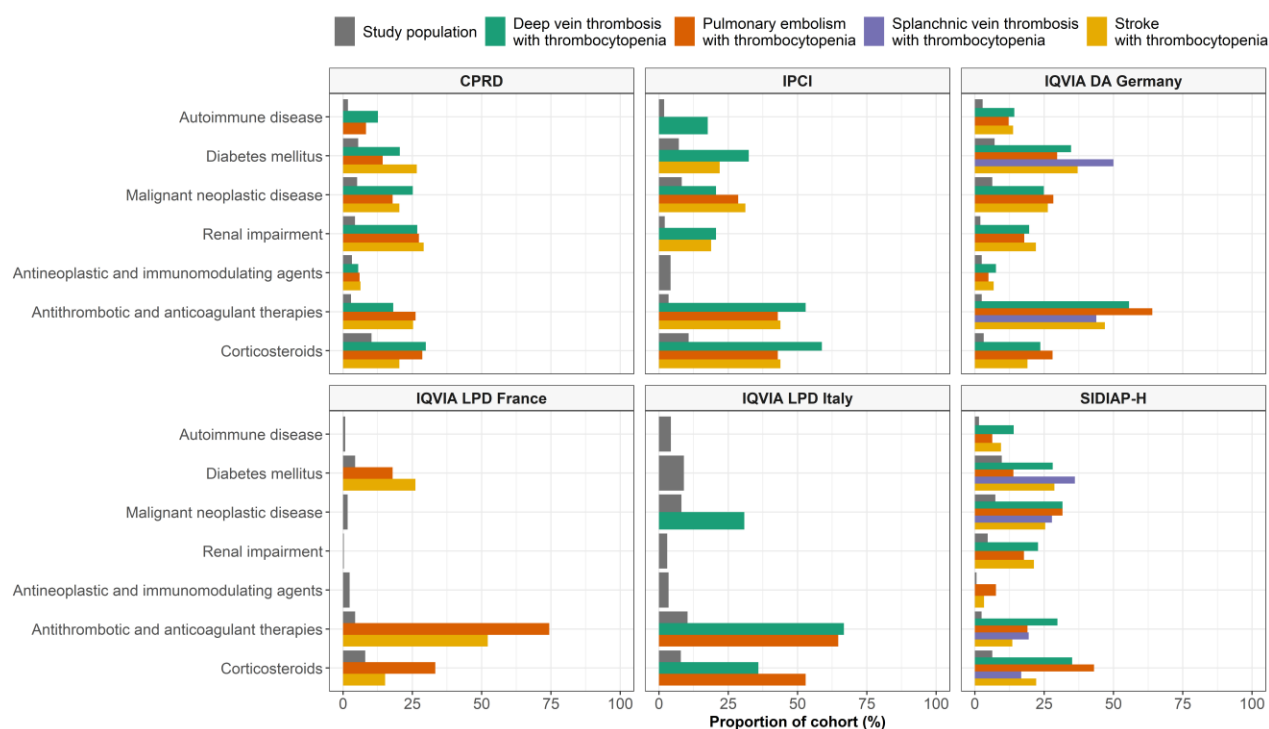 Study population
Deep vein thrombosis
with thrombocytopenia
Pulmonary embolism
with thrombocytopenia
Splanchnic vein thrombosis
with thrombocytopenia
Stroke
with thrombocytopenia
CPRD
IPCI
IQVIA DA Germany
Autoimmune disease
Diabetes mellitus
Malignant neoplastic disease
Renal impairment
Antineoplastic and immunomodulating agents
Antithrombotic and anticoagulant therapies
Corticosteroids
IQVIA LPD France
IQVIA LPD Italy
SIDIAP-H
Autoimmune disease
Diabetes mellitus
Malignant neoplastic disease
Renal impairment
Antineoplastic and immunomodulating agents
Antithrombotic and anticoagulant therapies
Corticosteroids
0 25 50 75 100 0 25 50 75 100 0 25 50 75 100
Proportion of cohort (%)